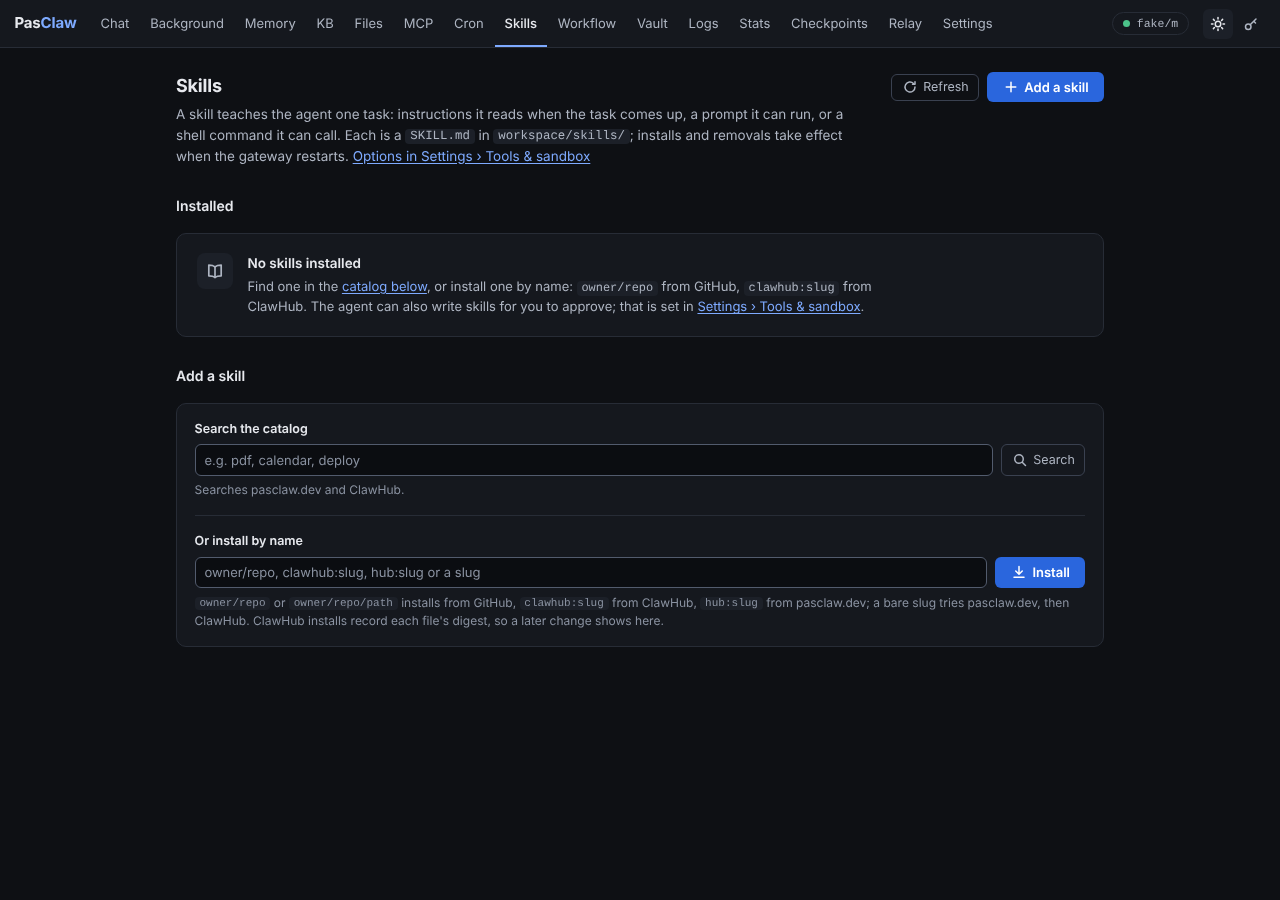 PasClaw Chat Background Memory KB Files MCP Cron Skills Workflow Vault Logs Stats Checkpoints Relay Settings fake/m
Skills
Refresh
Add a skill
A skill teaches the agent one task: instructions it reads when the task comes up, a prompt it can run, or a
shell command it can call. Each is a SKILL.md in workspace/skills/; installs and removals take effect
when the gateway restarts. Options in Settings › Tools & sandbox
Installed
No skills installed
Find one in the catalog below, or install one by name: owner/repo from GitHub, clawhub:slug from
ClawHub. The agent can also write skills for you to approve; that is set in Settings › Tools & sandbox.
Add a skill
Search the catalog
e.g. pdf, calendar, deploy
Search
Searches pasclaw.dev and ClawHub.
Or install by name
owner/repo, clawhub:slug, hub:slug or a slug
Install
owner/repo or owner/repo/path installs from GitHub, clawhub:slug from ClawHub, hub:slug from pasclaw.dev; a bare slug tries pasclaw.dev, then
ClawHub. ClawHub installs record each file's digest, so a later change shows here.